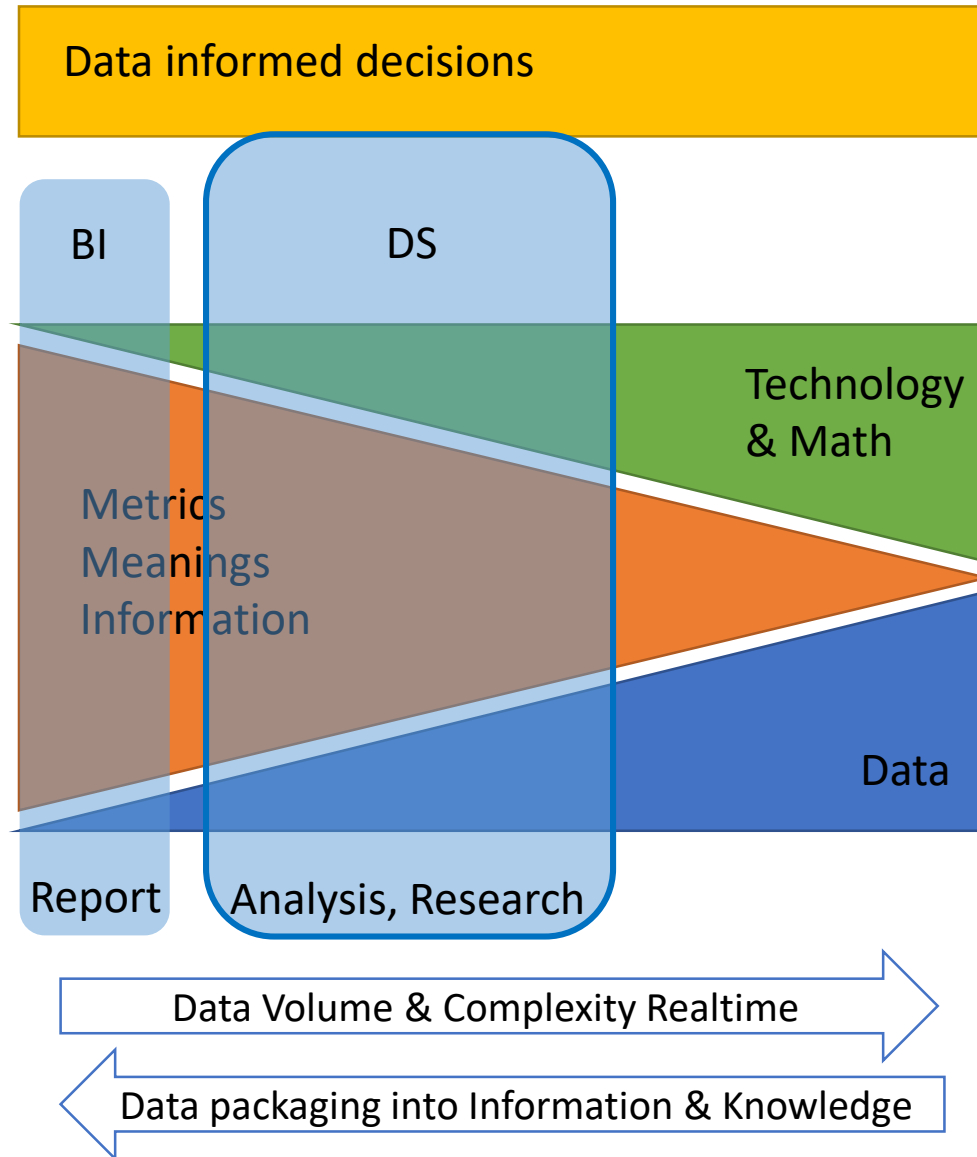 Data informed decisions
BI
DS
Technology
& Math
Metrics
Meanings
Information
Data
Report
Analysis, Research
Data Volume & Complexity Realtime
Data packaging into Information & Knowledge